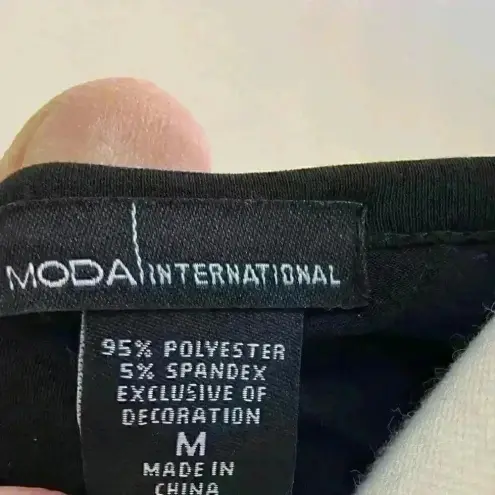 MODA INTERNATIONAL
95% POLYESTER
5% SPANDEX
EXCLUSIVE OF
DECORATION
M
MADE IN
CHINA